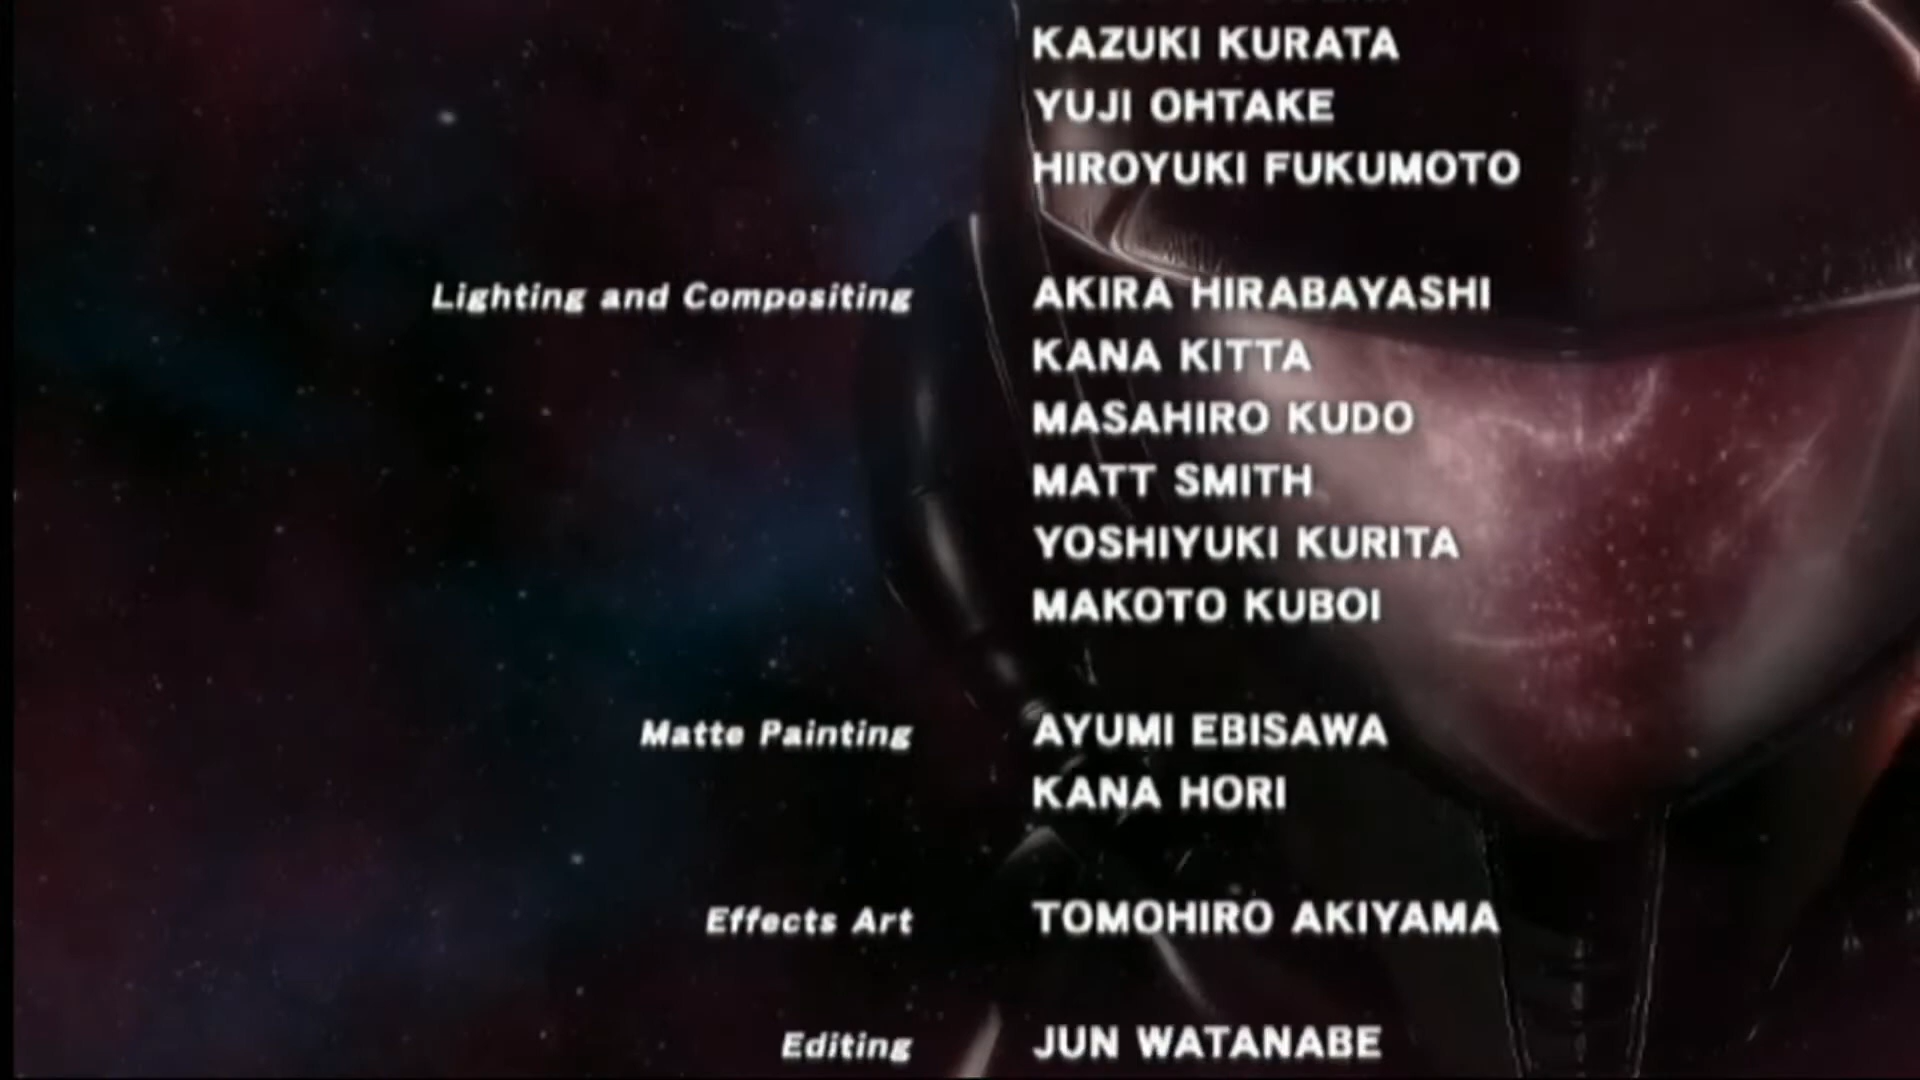 KAZUKI KURATA
YUJI OHTAKE
HIROYUKI FUKUMOTO
Lighting and Compositing AKIRA HIRABAYASHI
KANA KITTA
MASAHIRO KUDO
MATT SMITH
YOSHIYUKI KURITA
MAKOTO KUBOI
Matte Painting AYUMI EBISAWA
KANA HORI
Effects Art TOMOHIRO AKIYAMA
Editing JUN WATANABE